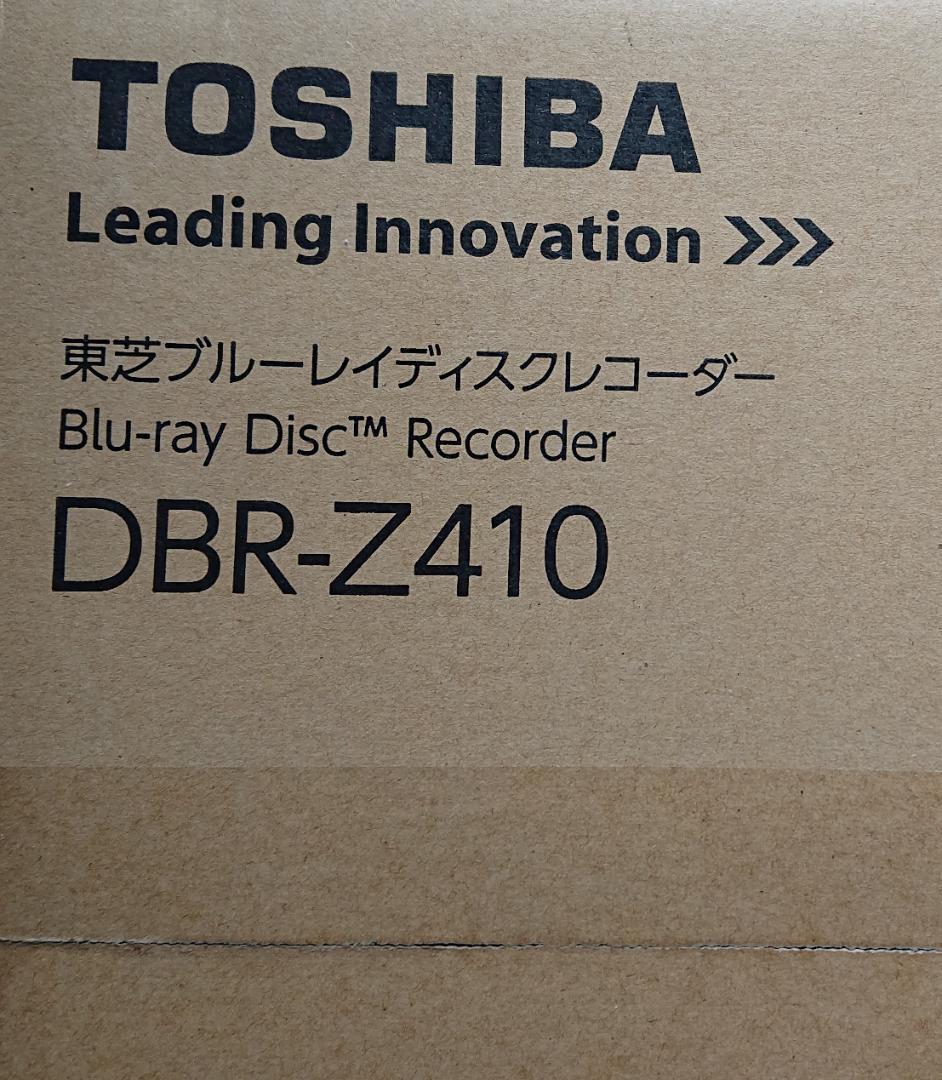 TOSHIBA
Leading Innovation >>>
東芝ブルーレイディスクレコーダー
Blu-ray Disc™ Recorder
DBR-Z410